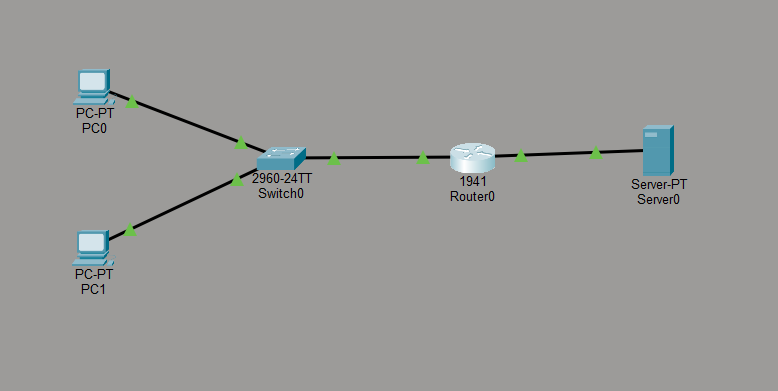 PC-PT
PC0
2960-24TT
Switch0
1941
Router0
Server-PT
Server0
PC-PT
PC1